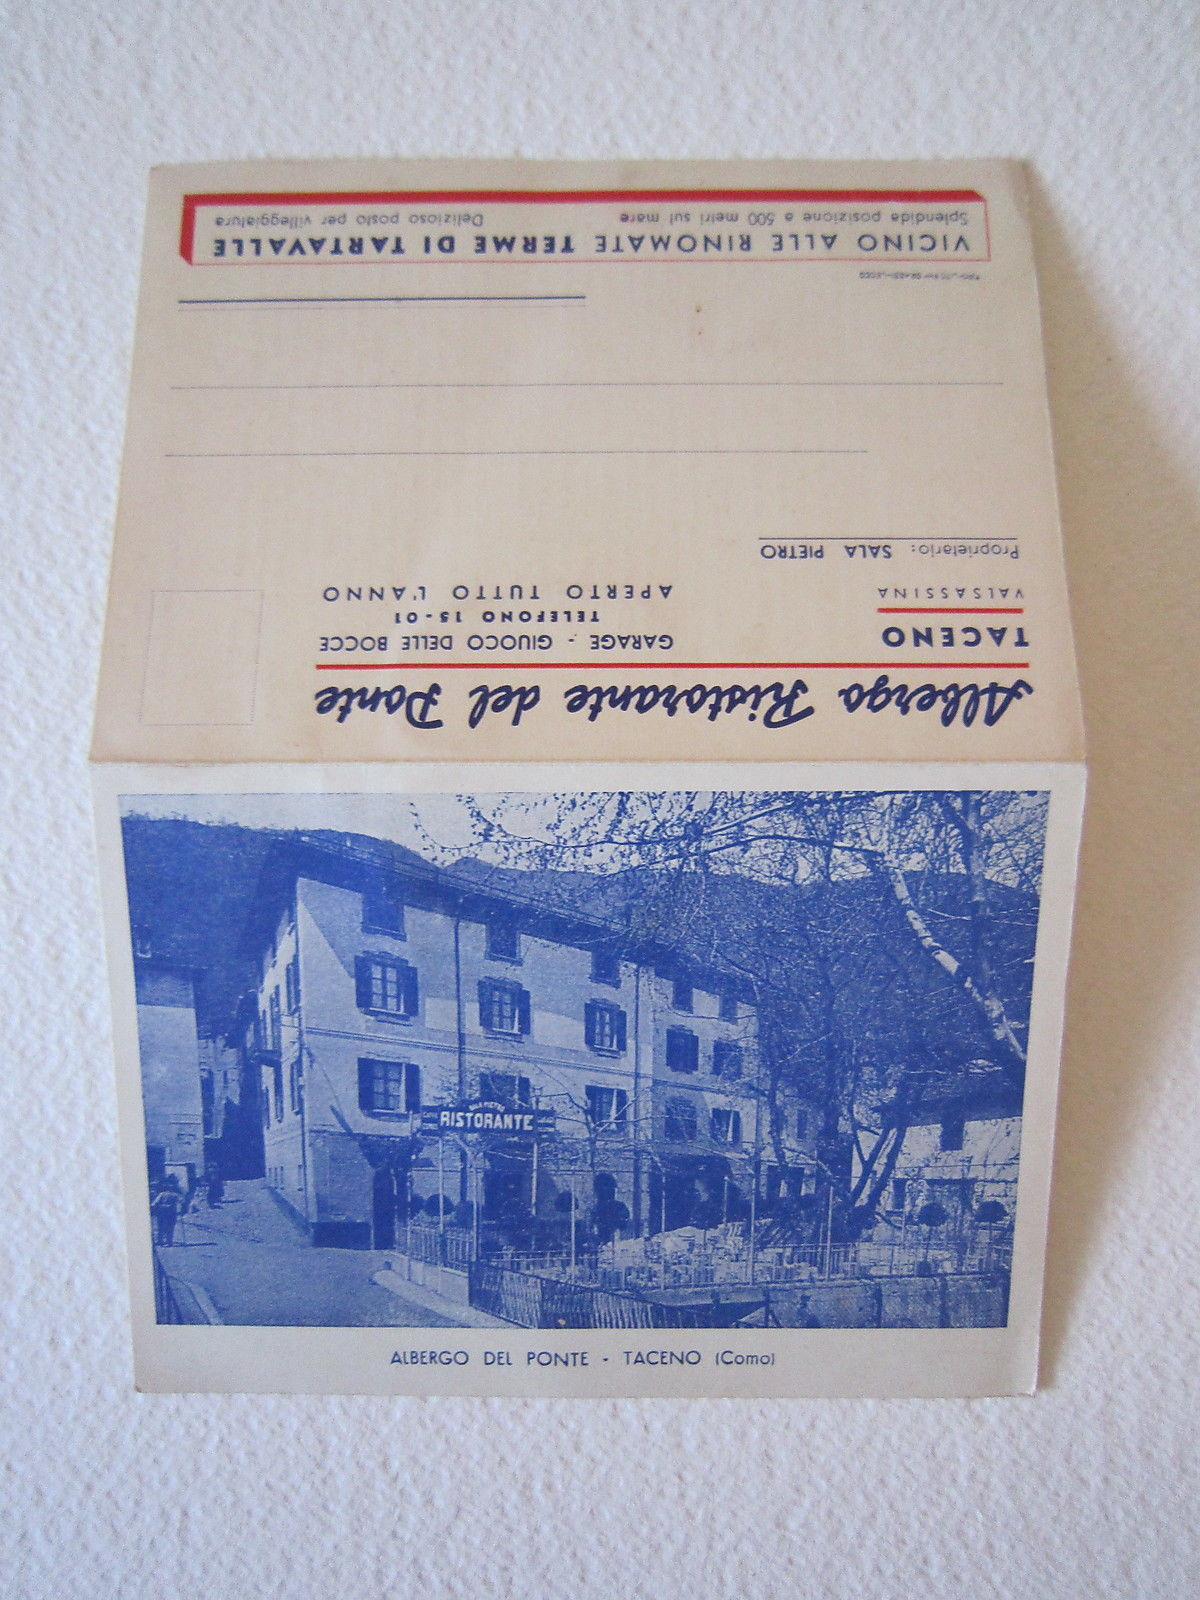 Albergo Ristorante del Ponte
TACENO
VALSASSINA
GARAGE - GIUOCO DELLE BOCCE
TELEFONO 15-01
APERTO TUTTO L'ANNO
Proprietario: SALA PIETRO
VICINO ALLE RINOMATE TERME DI TARTAVALLE
Splendida posizione a 500 metri sul mare Delizioso posto per villeggiatura
RISTORANTE
ALBERGO DEL PONTE - TACENO (Como)